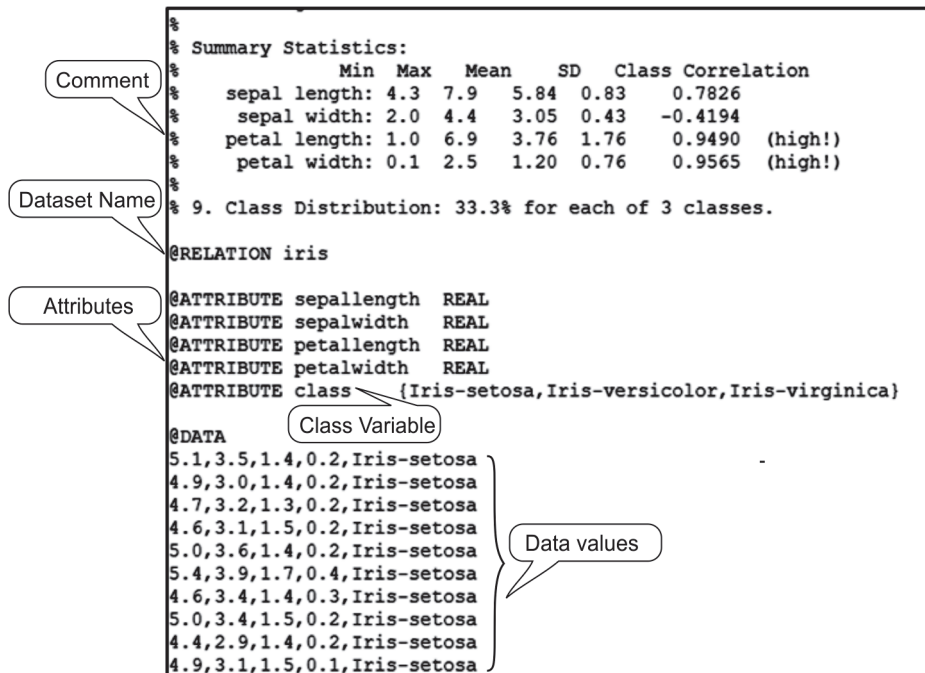 %
% Summary Statistics:
% Min Max Mean SD Class Correlation
Comment
% sepal length: 4.3 7.9 5.84 0.83 0.7826
% sepal width: 2.0 4.4 3.05 0.43 -0.4194
% petal length: 1.0 6.9 3.76 1.76 0.9490 (high!)
% petal width: 0.1 2.5 1.20 0.76 0.9565 (high!)
%
Dataset Name
% 9. Class Distribution: 33.3% for each of 3 classes.
@RELATION iris
Attributes
@ATTRIBUTE sepallength REAL
@ATTRIBUTE sepalwidth REAL
@ATTRIBUTE petallength REAL
@ATTRIBUTE petalwidth REAL
@ATTRIBUTE class {Iris-setosa,Iris-versicolor,Iris-virginica}
Class Variable
@DATA
5.1,3.5,1.4,0.2,Iris-setosa
4.9,3.0,1.4,0.2,Iris-setosa
4.7,3.2,1.3,0.2,Iris-setosa
4.6,3.1,1.5,0.2,Iris-setosa
5.0,3.6,1.4,0.2,Iris-setosa
Data values
5.4,3.9,1.7,0.4,Iris-setosa
4.6,3.4,1.4,0.3,Iris-setosa
5.0,3.4,1.5,0.2,Iris-setosa
4.4,2.9,1.4,0.2,Iris-setosa
4.9,3.1,1.5,0.1,Iris-setosa